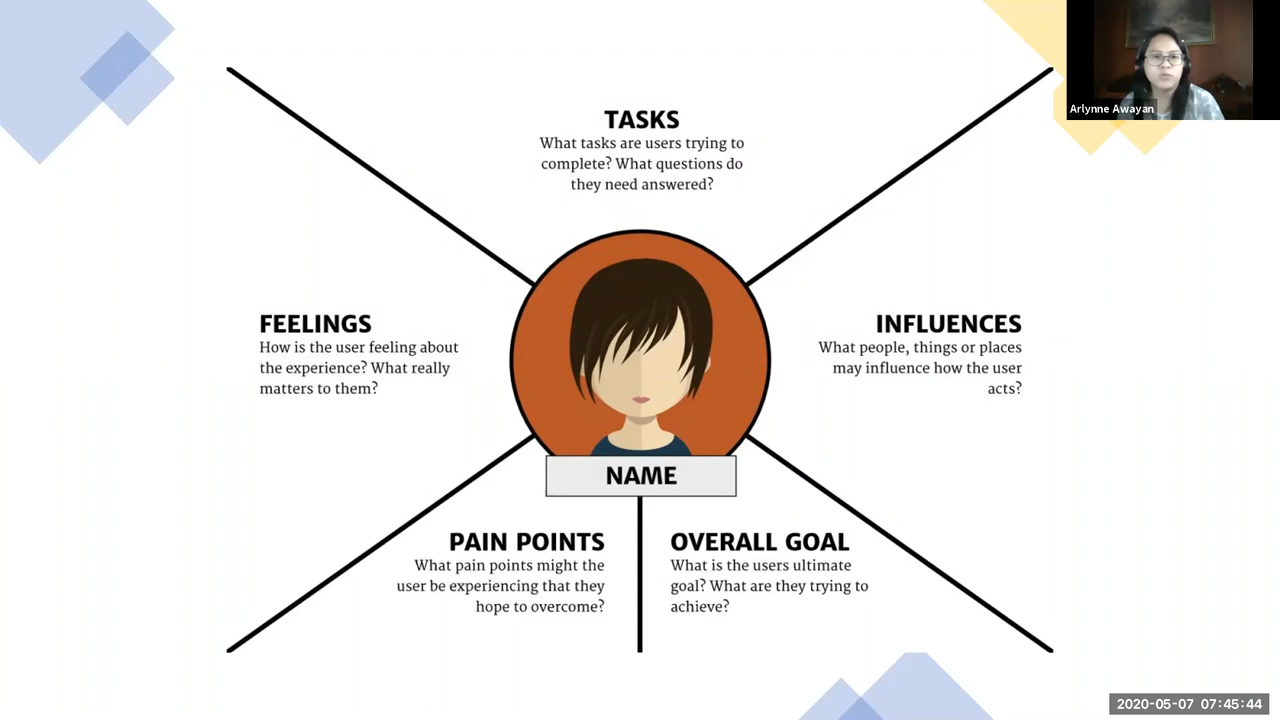 Arlynne Awayan
TASKS
What tasks are users trying to
complete? What questions do
they need answered?
FEELINGS
How is the user feeling about
the experience? What really
matters to them?
INFLUENCES
What people, things or places
may influence how the user
acts?
NAME
PAIN POINTS
What pain points might the
user be experiencing that they
hope to overcome?
OVERALL GOAL
What is the users ultimate
goal? What are they trying to
achieve?
2020-05-07 07:45:44